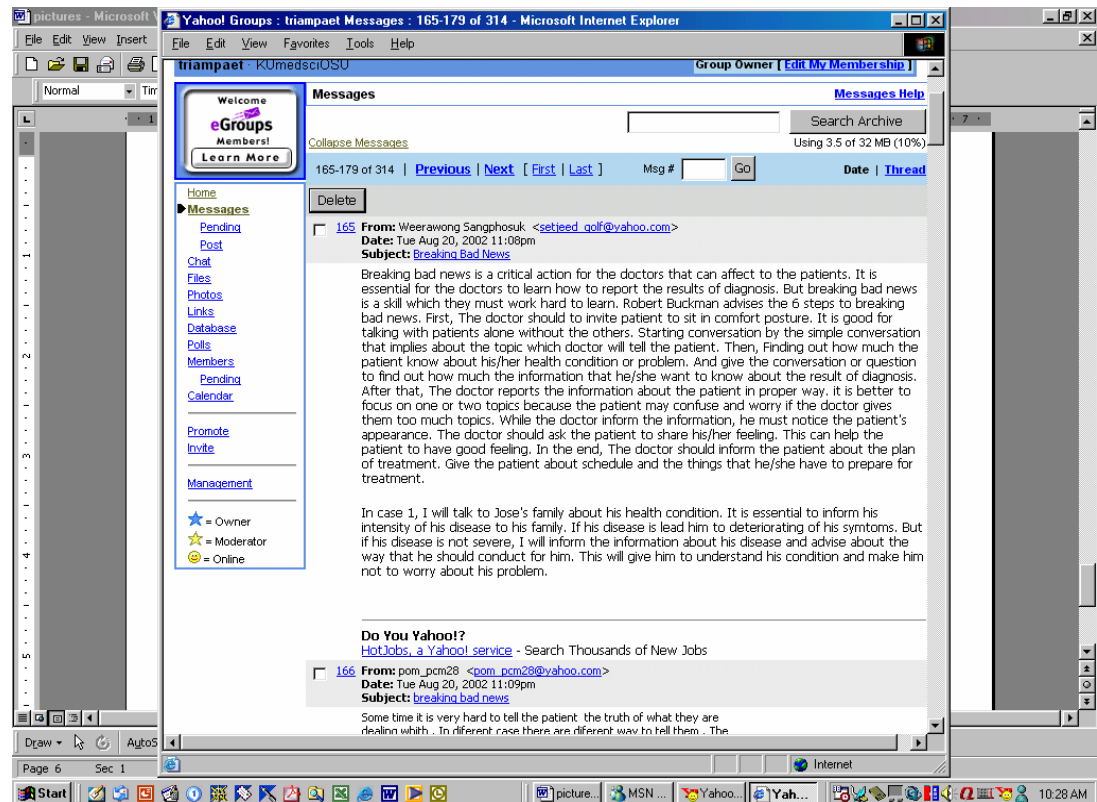 pictures - Microsoft
File Edit View Insert
Normal
Yahoo! Groups : triampaet Messages : 165-179 of 314 - Microsoft Internet Explorer
File Edit View Favorites Tools Help
triampaet · KUmedsciOSU Group Owner [ Edit My Membership ]
Welcome
eGroups
Members!
Learn More
Messages Messages Help
Search Archive
Collapse Messages Using 3.5 of 32 MB (10%)
165-179 of 314 | Previous | Next [ First | Last ] Msg # Go Date | Thread
Home
Messages
Pending
Post
Chat
Files
Photos
Links
Database
Polls
Members
Pending
Calendar
Promote
Invite
Management
= Owner
= Moderator
= Online
Delete
165 From: Weerawong Sangphosuk <setjeed_golf@yahoo.com>
Date: Tue Aug 20, 2002 11:08pm
Subject: Breaking Bad News
Breaking bad news is a critical action for the doctors that can affect to the patients. It is
essential for the doctors to learn how to report the results of diagnosis. But breaking bad news
is a skill which they must work hard to learn. Robert Buckman advises the 6 steps to breaking
bad news. First, The doctor should to invite patient to sit in comfort posture. It is good for
talking with patients alone without the others. Starting conversation by the simple conversation
that implies about the topic which doctor will tell the patient. Then, Finding out how much the
patient know about his/her health condition or problem. And give the conversation or question
to find out how much the information that he/she want to know about the result of diagnosis.
After that, The doctor reports the information about the patient in proper way. it is better to
focus on one or two topics because the patient may confuse and worry if the doctor gives
them too much topics. While the doctor inform the information, he must notice the patient's
appearance. The doctor should ask the patient to share his/her feeling. This can help the
patient to have good feeling. In the end, The doctor should inform the patient about the plan
of treatment. Give the patient about schedule and the things that he/she have to prepare for
treatment.
In case 1, I will talk to Jose's family about his health condition. It is essential to inform his
intensity of his disease to his family. If his disease is lead him to deteriorating of his symtoms. But
if his disease is not severe, I will inform the information about his disease and advise about the
way that he should conduct for him. This will give him to understand his condition and make him
not to worry about his problem.
Do You Yahoo!?
HotJobs, a Yahoo! service - Search Thousands of New Jobs
166 From: pom_pcm28 <pom_pcm28@yahoo.com>
Date: Tue Aug 20, 2002 11:09pm
Subject: breaking bad news
Some time it is very hard to tell the patient the truth of what they are
dealing whith . In diferent case there are diferent way to tell them . The
Internet
Draw AutoS
Page 6 Sec 1
Start picture... MSN ... Yahoo... Yah... 10:28 AM